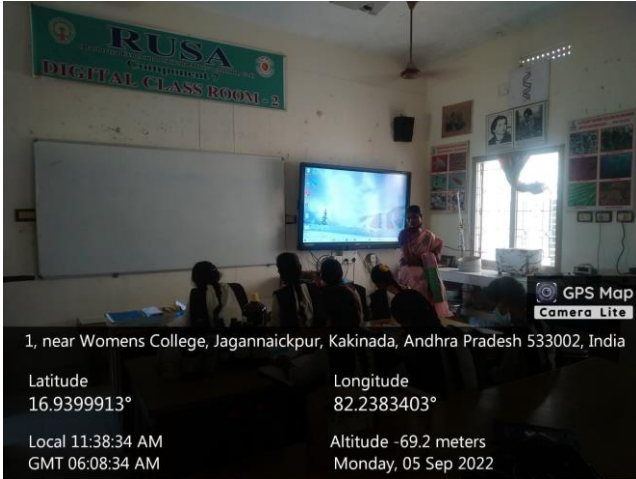 RUSA
Component 7
DIGITAL CLASS ROOM - 2
GPS Map
Camera Lite
1, near Womens College, Jagannaickpur, Kakinada, Andhra Pradesh 533002, India
Latitude
16.9399913°
Longitude
82.2383403°
Local 11:38:34 AM
GMT 06:08:34 AM
Altitude -69.2 meters
Monday, 05 Sep 2022